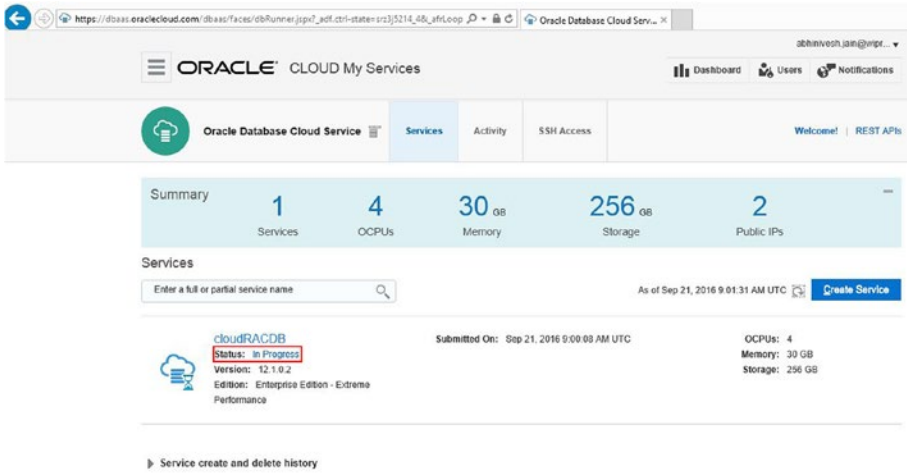 https://dbaas.oraclecloud.com/dbaas/faces/dbRunner.jspx?_adf.ctrl-state=srz3j5214_4&_afrLoop
Oracle Database Cloud Serv...
abhinivesh.jain@wipr...
ORACLE CLOUD My Services
Dashboard Users Notifications
Oracle Database Cloud Service Services Activity SSH Access Welcome! | REST APIs
Summary
1 4 30 GB 256 GB 2
Services OCPUs Memory Storage Public IPs
Services
Enter a full or partial service name As of Sep 21, 2016 9:01:31 AM UTC Create Service
cloudRACDB Submitted On: Sep 21, 2016 9:00:08 AM UTC OCPUs: 4
Status: In Progress Memory: 30 GB
Version: 12.1.0.2 Storage: 256 GB
Edition: Enterprise Edition - Extreme
Performance
Service create and delete history